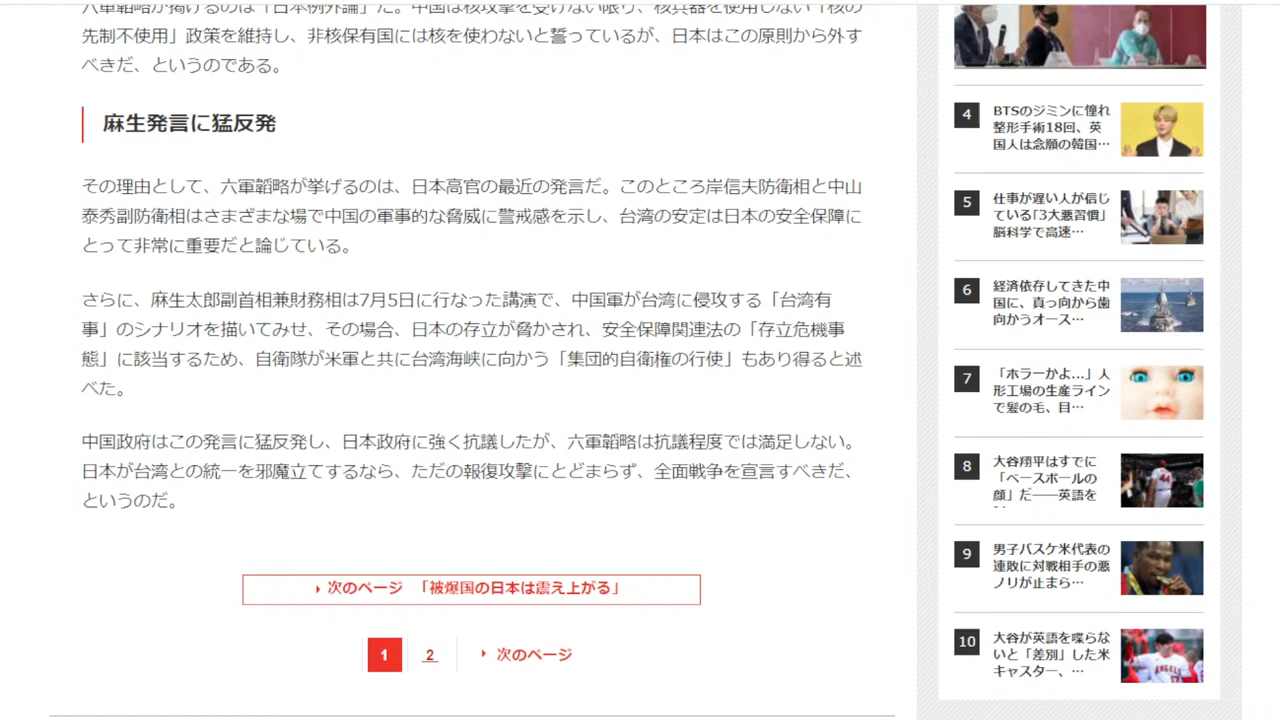 六軍韜略が掲げるのは「日本例外論」だ。中国は核攻撃を受けない限り、核兵器を使用しない「核の
先制不使用」政策を維持し、非核保有国には核を使わないと誓っているが、日本はこの原則から外す
べきだ、というのである。
麻生発言に猛反発
その理由として、六軍韜略が挙げるのは、日本高官の最近の発言だ。このところ岸信夫防衛相と中山
泰秀副防衛相はさまざまな場で中国の軍事的な脅威に警戒感を示し、台湾の安定は日本の安全保障に
とって非常に重要だと論じている。
さらに、麻生太郎副首相兼財務相は7月5日に行なった講演で、中国軍が台湾に侵攻する「台湾有
事」のシナリオを描いてみせ、その場合、日本の存立が脅かされ、安全保障関連法の「存立危機事
態」に該当するため、自衛隊が米軍と共に台湾海峡に向かう「集団的自衛権の行使」もあり得ると述
べた。
中国政府はこの発言に猛反発し、日本政府に強く抗議したが、六軍韜略は抗議程度では満足しない。
日本が台湾との統一を邪魔立てするなら、ただの報復攻撃にとどまらず、全面戦争を宣言すべきだ、
というのだ。
次のページ 「被爆国の日本は震え上がる」
1 2 次のページ
4 BTSのジミンに憧れ
整形手術18回、英
国人は念願の韓国…
5 仕事が遅い人が信じ
ている「3大悪習慣」
脳科学で高速…
6 経済依存してきた中
国に、真っ向から歯
向かうオース…
7 「ホラーかよ...」人
形工場の生産ライン
で髪の毛、目…
8 大谷翔平はすでに
「ベースボールの
顔」だ――英語を
9 男子バスケ米代表の
連敗に対戦相手の悪
ノリが止まら…
10 大谷が英語を喋らな
いと「差別」した米
キャスター、…